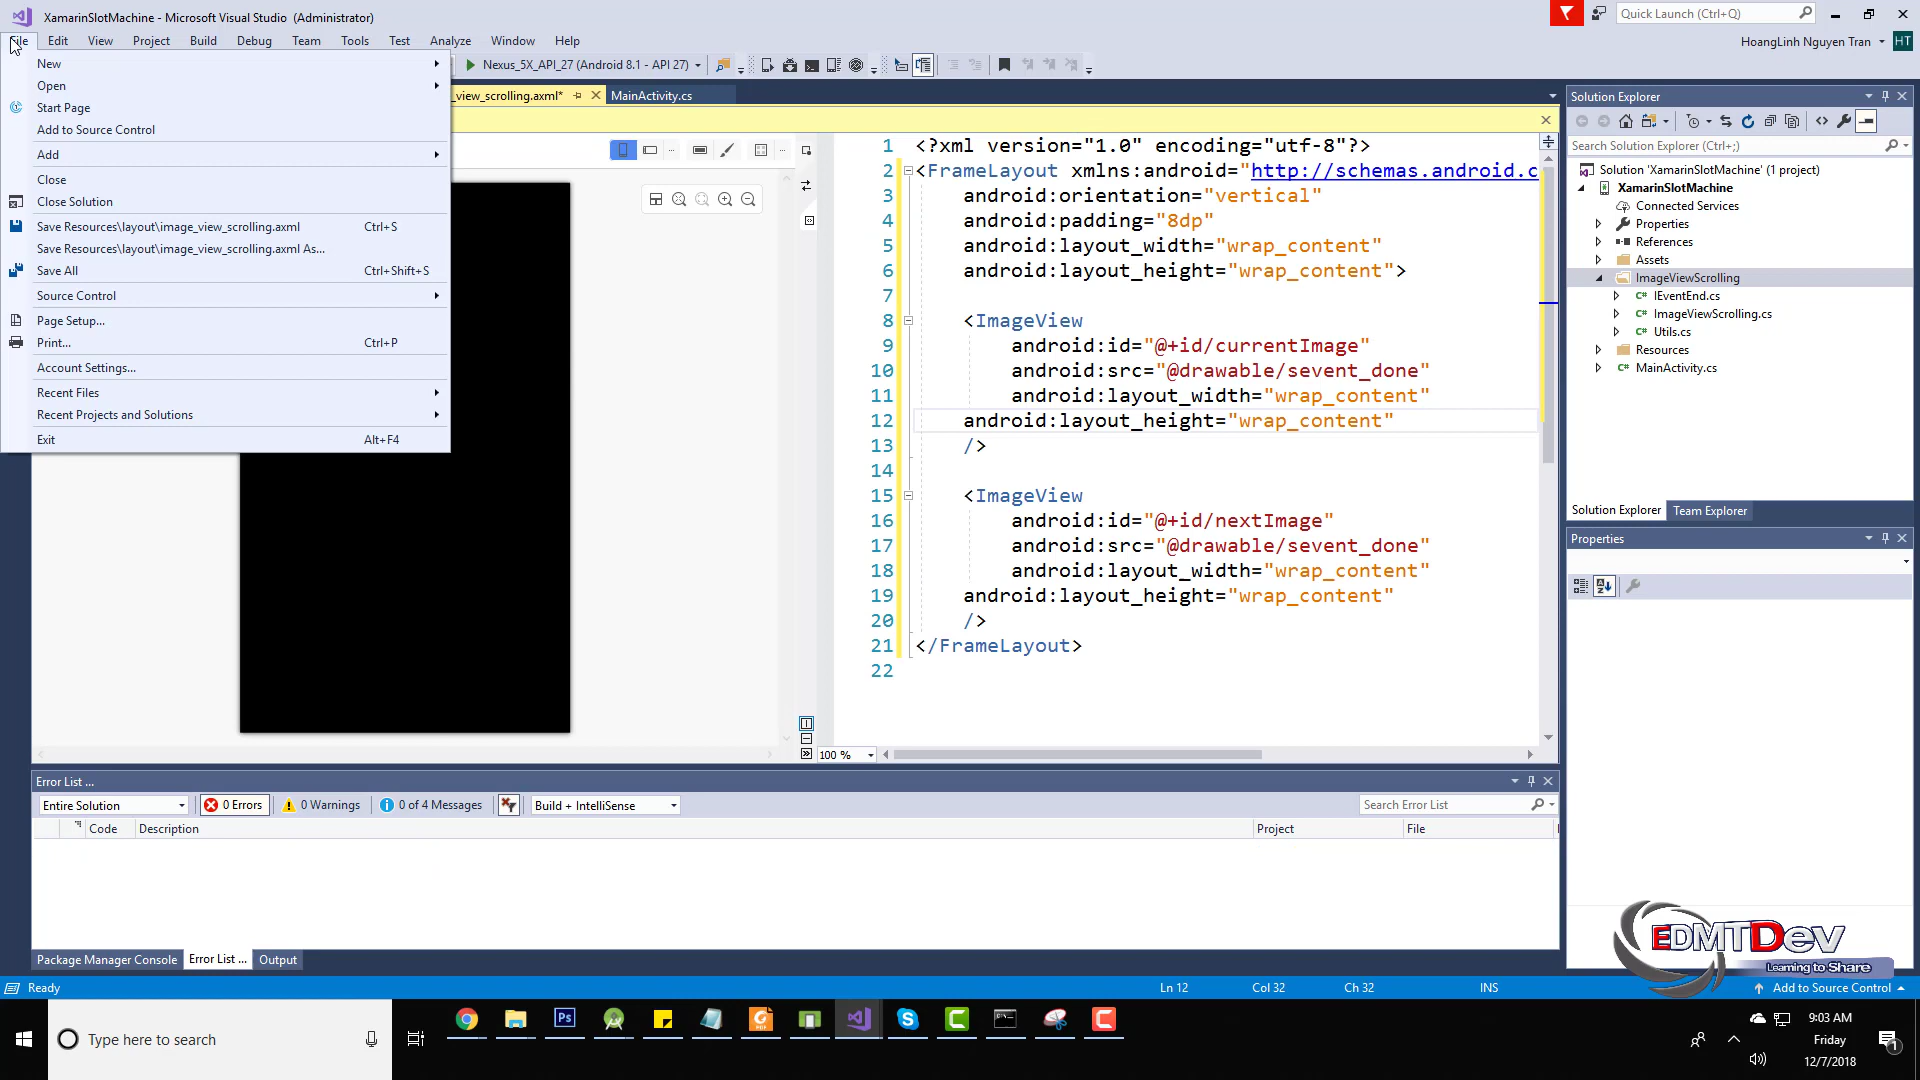 XamarinSlotMachine - Microsoft Visual Studio (Administrator)
Quick Launch (Ctrl+Q)
File Edit View Project Build Debug Team Tools Test Analyze Window Help
HoangLinh Nguyen Tran HT
Nexus_5X_API_27 (Android 8.1 - API 27)
_view_scrolling.axml* MainActivity.cs
New
Open
Start Page
Add to Source Control
Add
Close
Close Solution
Save Resources\layout\image_view_scrolling.axml Ctrl+S
Save Resources\layout\image_view_scrolling.axml As...
Save All Ctrl+Shift+S
Source Control
Page Setup...
Print... Ctrl+P
Account Settings...
Recent Files
Recent Projects and Solutions
Exit Alt+F4
1 <?xml version="1.0" encoding="utf-8"?>
2 <FrameLayout xmlns:android="http://schemas.android.c
3 android:orientation="vertical"
4 android:padding="8dp"
5 android:layout_width="wrap_content"
6 android:layout_height="wrap_content">
7
8 <ImageView
9 android:id="@+id/currentImage"
10 android:src="@drawable/sevent_done"
11 android:layout_width="wrap_content"
12 android:layout_height="wrap_content"
13 />
14
15 <ImageView
16 android:id="@+id/nextImage"
17 android:src="@drawable/sevent_done"
18 android:layout_width="wrap_content"
19 android:layout_height="wrap_content"
20 />
21 </FrameLayout>
22
100 %
Solution Explorer
Search Solution Explorer (Ctrl+;)
Solution 'XamarinSlotMachine' (1 project)
XamarinSlotMachine
Connected Services
Properties
References
Assets
ImageViewScrolling
IEventEnd.cs
ImageViewScrolling.cs
Utils.cs
Resources
MainActivity.cs
Solution Explorer Team Explorer
Properties
Error List ...
Entire Solution 0 Errors 0 Warnings 0 of 4 Messages Build + IntelliSense Search Error List
Code Description Project File
Package Manager Console Error List ... Output
EDMTDev
Learning to Share
Ready Ln 12 Col 32 Ch 32 INS Add to Source Control
Type here to search
9:03 AM
Friday
12/7/2018
1